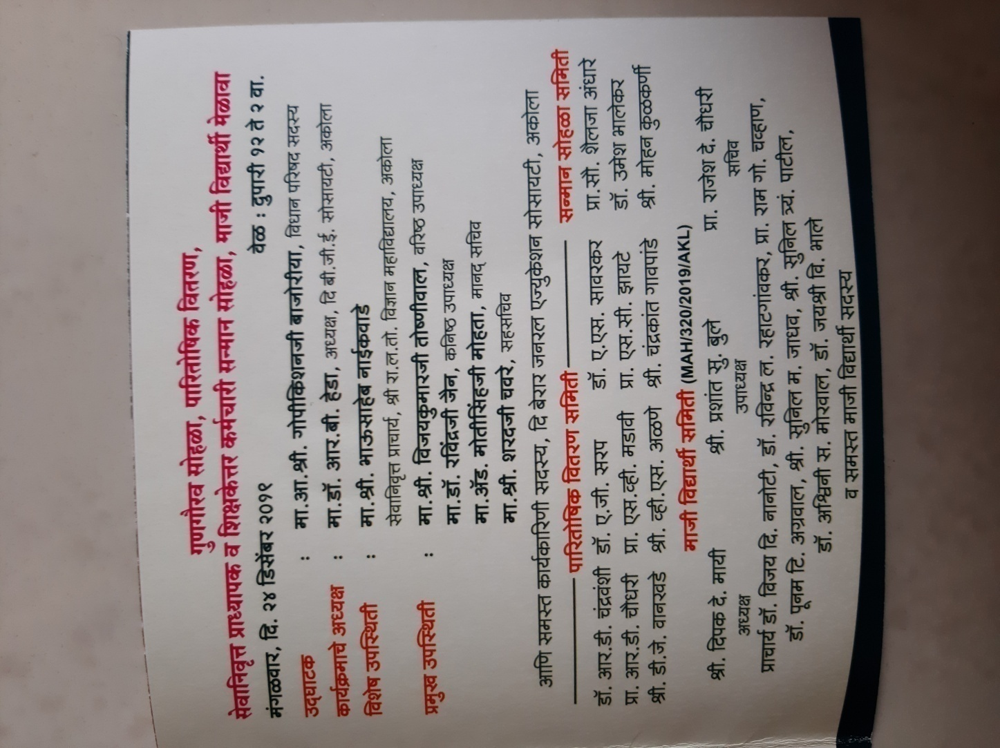 गुणगौरव सोहळा, पारितोषिक वितरण,
सेवानिवृत्त प्राध्यापक व शिक्षकेत्तर कर्मचारी सन्मान सोहळा, माजी विद्यार्थी मेळावा
मंगळवार, दि. २४ डिसेंबर २०१९ वेळ : दुपारी १२ ते २ वा.
उद्घाटक : मा.आ.श्री. गोपीकिशनजी बाजोरीया, विधान परिषद सदस्य
कार्यक्रमाचे अध्यक्ष : मा.डॉ. आर.बी. हेडा, अध्यक्ष, दि बी.जी.ई. सोसायटी, अकोला
विशेष उपस्थिती : मा.श्री. भाऊसाहेब नाईकवाडे
सेवानिवृत्त प्राचार्य, श्री रा.ल.तो. विज्ञान महाविद्यालय, अकोला
प्रमुख उपस्थिती : मा.श्री. विजयकुमारजी तोष्णीवाल, वरिष्ठ उपाध्यक्ष
मा.डॉ. रविंद्रजी जैन, कनिष्ठ उपाध्यक्ष
मा.ॲड. मोतीसिंहजी मोहता, मानद् सचिव
मा.श्री. शरदजी चवरे, सहसचिव
आणि समस्त कार्यकारिणी सदस्य, दि बेरार जनरल एज्युकेशन सोसायटी, अकोला
पारितोषिक वितरण समिती सन्मान सोहळा समिती
डॉ. आर.डी. चंद्रवंशी डॉ. ए.जी. सरप डॉ. ए.एस. सावरकर प्रा.सौ. शैलजा अंधारे
प्रा. आर.डी. चौधरी प्रा. एस.व्ही. मडावी प्रा. एस.सी. झायटे डॉ. उमेश भालेकर
श्री. डी.जे. वानखडे श्री. व्ही.एस. अळणे श्री. चंद्रकांत गावपांडे श्री. मोहन कुळकर्णी
माजी विद्यार्थी समिती (MAH/320/2019/AKL)
श्री. दिपक दे. मायी श्री. प्रशांत सु. बुले प्रा. राजेश दे. चौधरी
अध्यक्ष उपाध्यक्ष सचिव
प्राचार्य डॉ. विजय दि. नानोटी, डॉ. रविन्द्र ल. रहाटगांवकर, प्रा. राम गो. चव्हाण,
डॉ. पूनम टि. अग्रवाल, श्री. सुनिल म. जाधव, श्री. सुनिल त्र्यं. पाटील,
डॉ. अश्विनी स. मोरवाल, डॉ. जयश्री वि. भाले
व समस्त माजी विद्यार्थी सदस्य